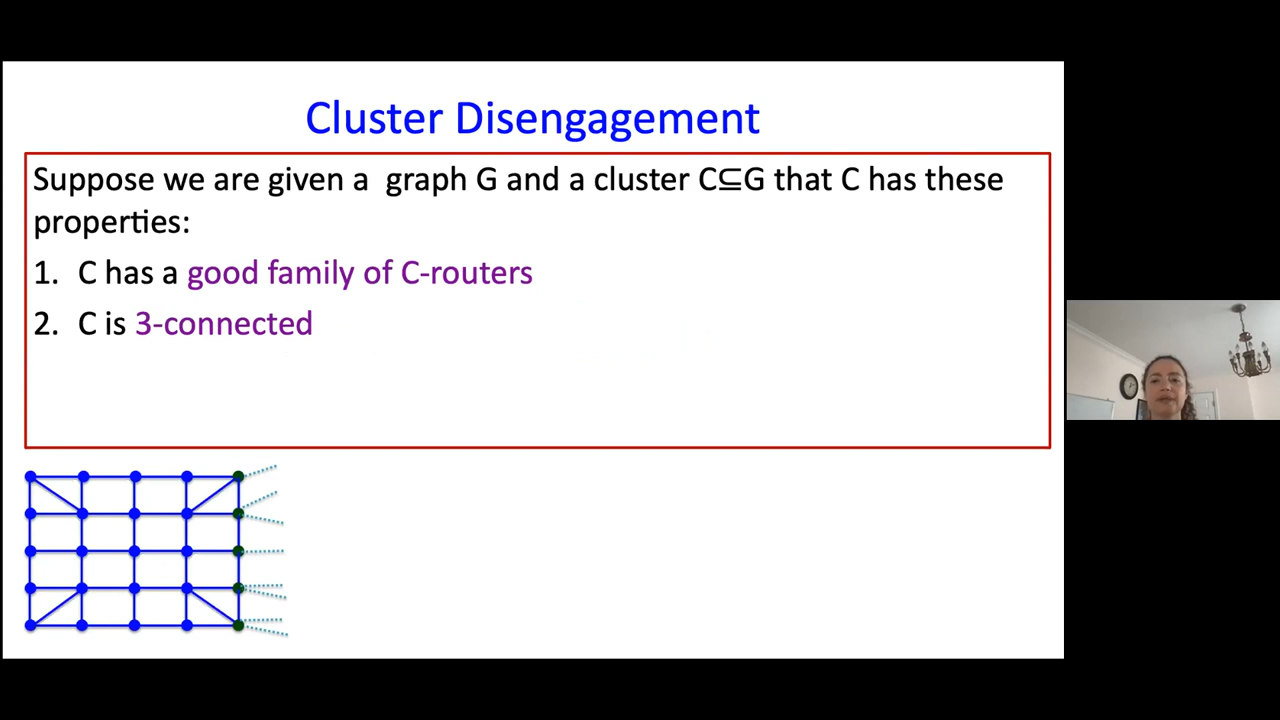 Cluster Disengagement
Suppose we are given a graph G and a cluster C⊆G that C has these
properties:
1. C has a good family of C-routers
2. C is 3-connected